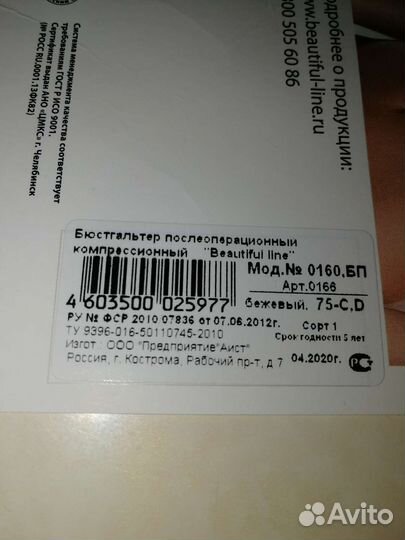 Система менеджмента качества соответствует
требованиям ГОСТ Р ИСО 9001.
Сертификат выдан АНО «ЦМКС» г. Челябинск
(№ РОСС RU.0001.13ФК82)
одробнее о продукции:
www.beautiful-line.ru
00 505 60 86
Бюстгальтер послеоперационный
компрессионный "Beautiful line"
Мод.№ 0160,БП
Арт.0166
4 603500 025977
бежевый. 75-C,D
РУ № ФСР 2010 07836 от 07.06.2012г. Сорт 1
ТУ 9396-016-50110745-2010 Срок годности 5 лет
Изгот : ООО "Предприятие"Аист"
Россия, г. Кострома, Рабочий пр-т, д 7 04.2020г.
Avito